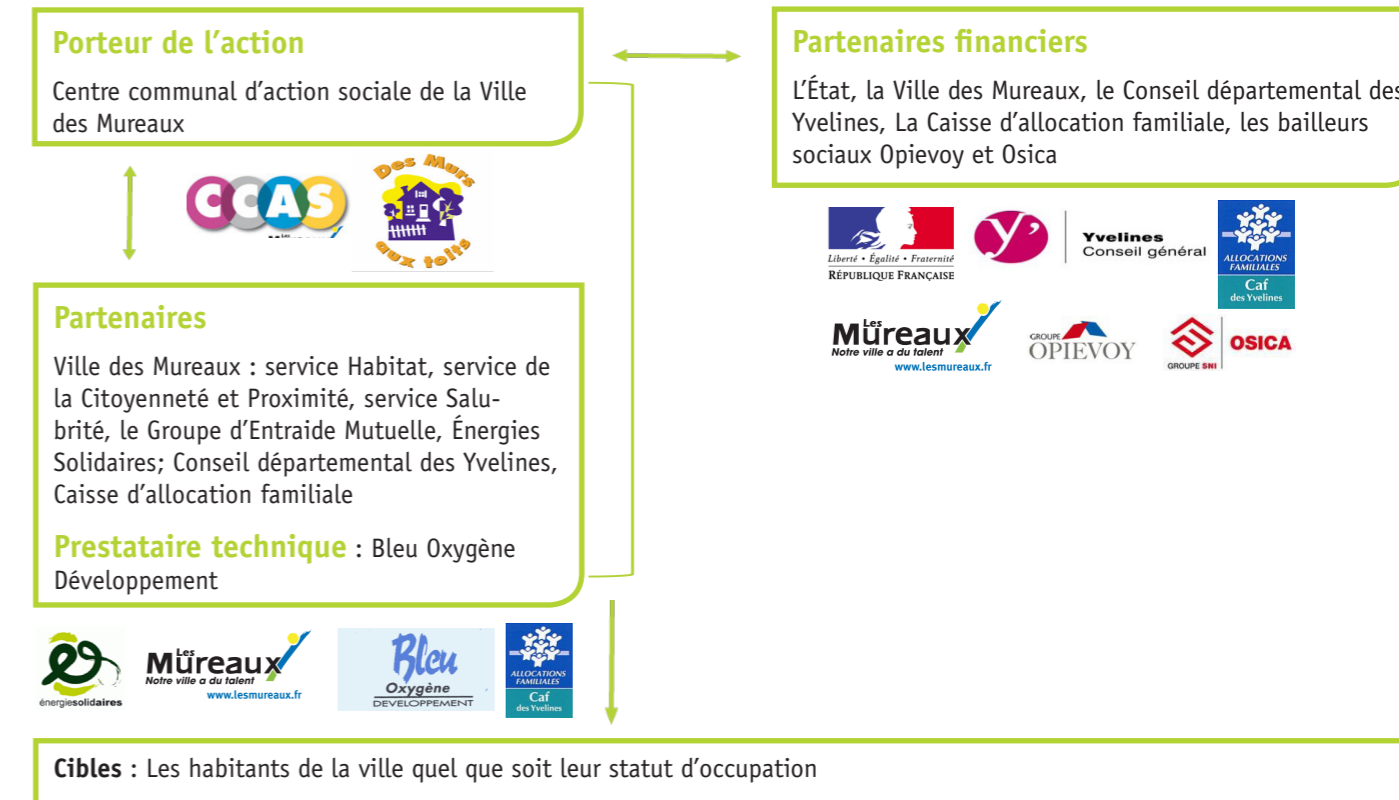 Porteur de l’action
Centre communal d’action sociale de la Ville
des Mureaux
CCAS
Des Murs
aux toits
Partenaires financiers
L’État, la Ville des Mureaux, le Conseil départemental des
Yvelines, La Caisse d’allocation familiale, les bailleurs
sociaux Opievoy et Osica
Liberté • Égalité • Fraternité
RÉPUBLIQUE FRANÇAISE
y'
Yvelines
Conseil général
ALLOCATIONS
FAMILIALES
Caf
des Yvelines
Les
Mureaux
Notre ville a du talent
www.lesmureaux.fr
GROUPE
OPIEVOY
GROUPE SNI
OSICA
Partenaires
Ville des Mureaux : service Habitat, service de
la Citoyenneté et Proximité, service Salu-
brité, le Groupe d’Entraide Mutuelle, Énergies
Solidaires; Conseil départemental des Yvelines,
Caisse d’allocation familiale
Prestataire technique : Bleu Oxygène
Développement
énergiesolidaires
Les
Mureaux
Notre ville a du talent
www.lesmureaux.fr
Bleu
Oxygène
DEVELOPPEMENT
ALLOCATIONS
FAMILIALES
Caf
des Yvelines
Cibles : Les habitants de la ville quel que soit leur statut d’occupation